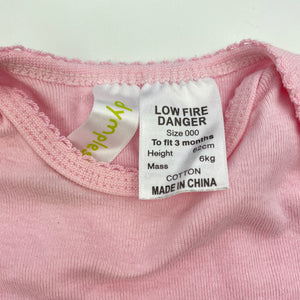 dymples
LOW FIRE
DANGER
Size 000
To fit 3 months
Height 62cm
Mass 6kg
COTTON
MADE IN CHINA